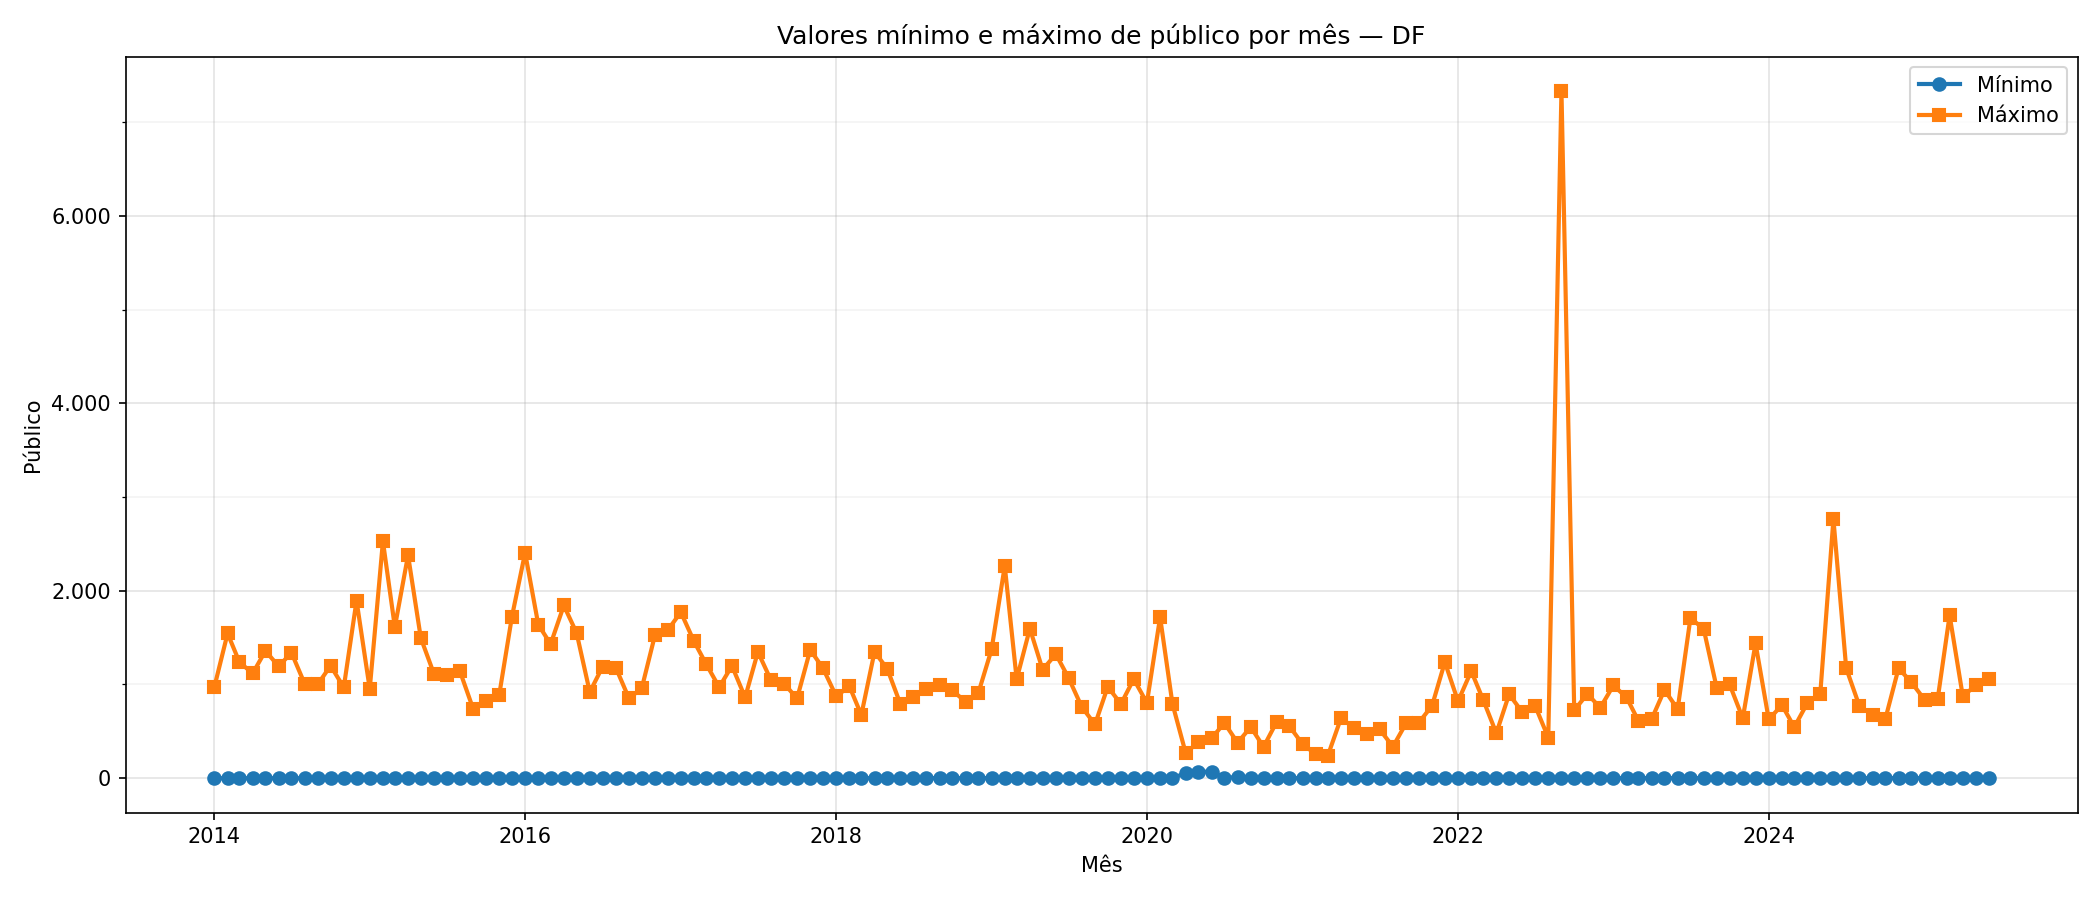 Valores mínimo e máximo de público por mês — DF
Mínimo
Máximo
6.000
4.000
2.000
0
Público
2014
2016
2018
2020
2022
2024
Mês